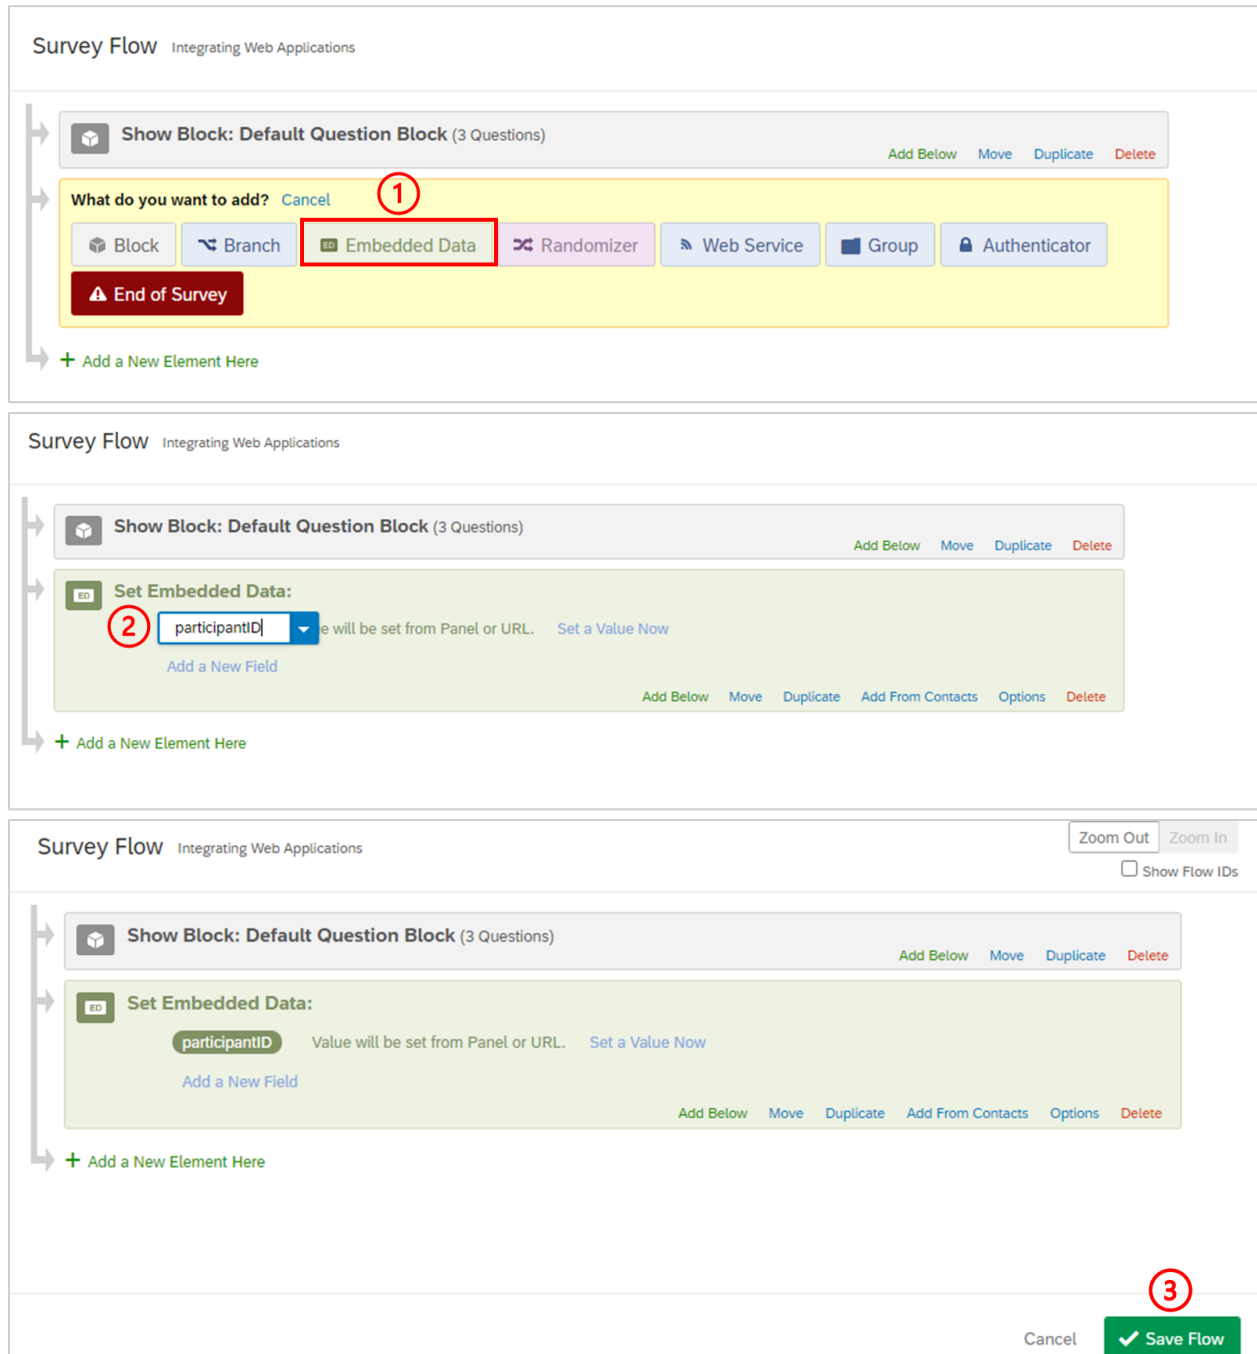 Survey Flow Integrating Web Applications
Show Block: Default Question Block (3 Questions)
Add Below Move Duplicate Delete
What do you want to add? Cancel
1
Block Branch ED Embedded Data Randomizer Web Service Group Authenticator
End of Survey
+ Add a New Element Here
Survey Flow Integrating Web Applications
Show Block: Default Question Block (3 Questions)
Add Below Move Duplicate Delete
ED Set Embedded Data:
2 participantID e will be set from Panel or URL. Set a Value Now
Add a New Field
Add Below Move Duplicate Add From Contacts Options Delete
+ Add a New Element Here
Survey Flow Integrating Web Applications
Zoom Out Zoom In
Show Flow IDs
Show Block: Default Question Block (3 Questions)
Add Below Move Duplicate Delete
ED Set Embedded Data:
participantID Value will be set from Panel or URL. Set a Value Now
Add a New Field
Add Below Move Duplicate Add From Contacts Options Delete
+ Add a New Element Here
3
Cancel Save Flow